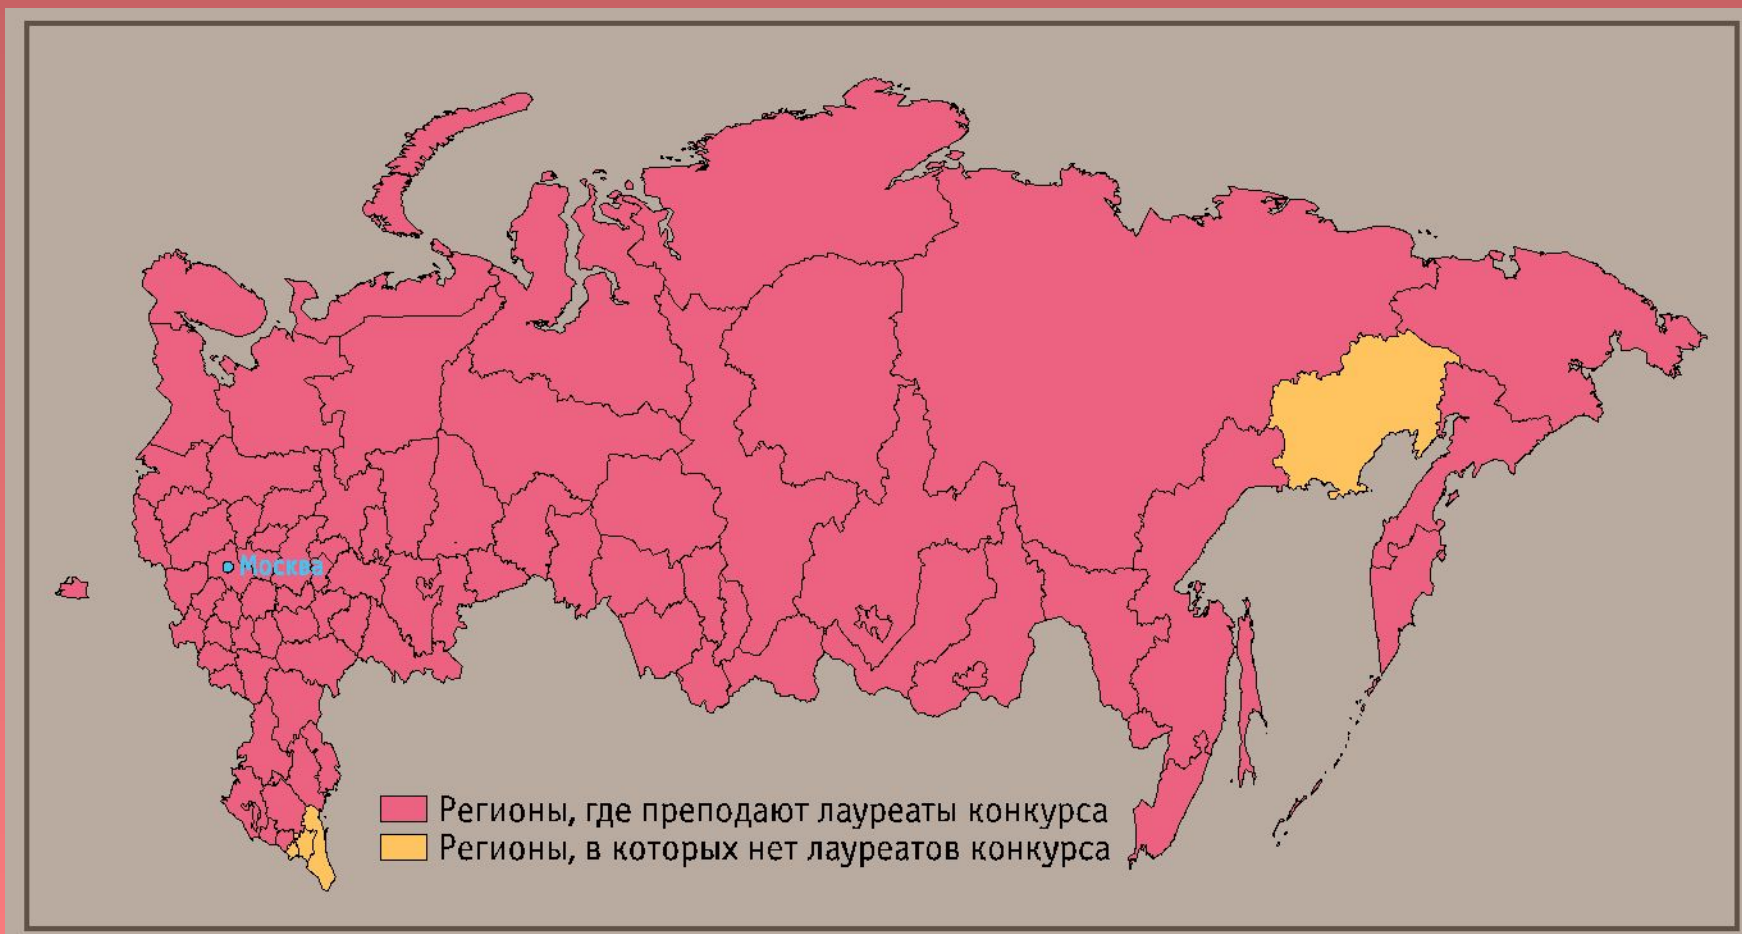 Москва
Регионы, где преподают лауреаты конкурса
Регионы, в которых нет лауреатов конкурса